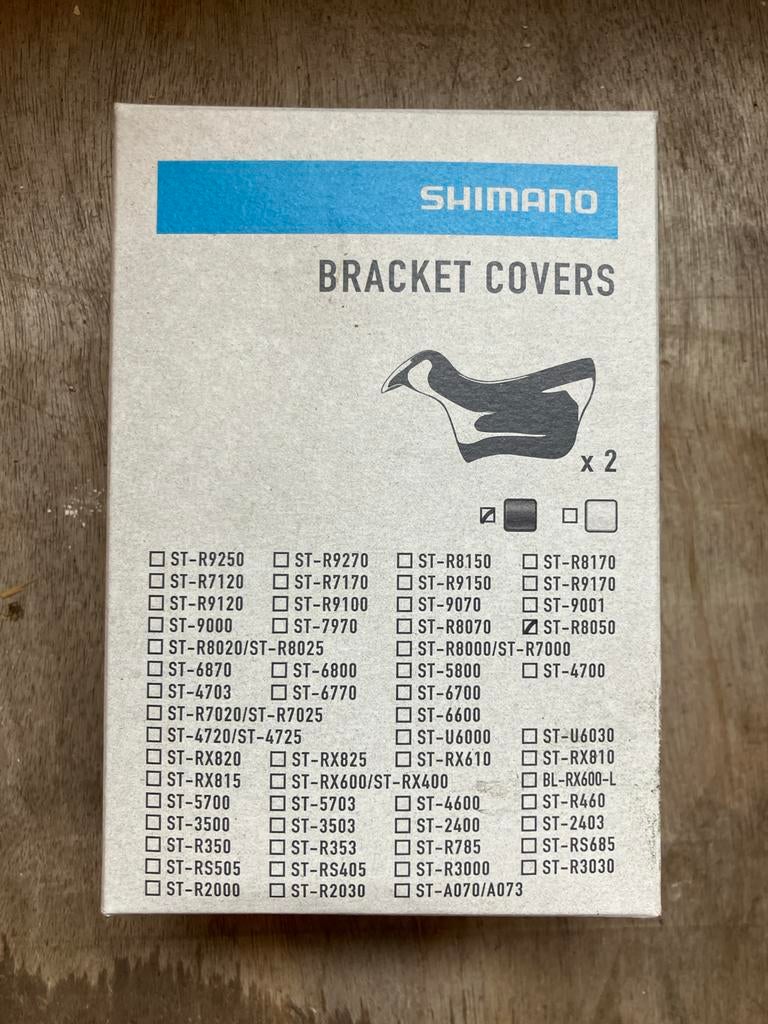 SHIMANO
BRACKET COVERS
x 2
ST-R9250 ST-R9270 ST-R8150 ST-R8170
ST-R7120 ST-R7170 ST-R9150 ST-R9170
ST-R9120 ST-R9100 ST-9070 ST-9001
ST-9000 ST-7970 ST-R8070 ST-R8050
ST-R8020/ST-R8025 ST-R8000/ST-R7000
ST-6870 ST-6800 ST-5800 ST-4700
ST-4703 ST-6770 ST-6700
ST-R7020/ST-R7025 ST-6600
ST-4720/ST-4725 ST-U6000 ST-U6030
ST-RX820 ST-RX825 ST-RX610 ST-RX810
ST-RX815 ST-RX600/ST-RX400 BL-RX600-L
ST-5700 ST-5703 ST-4600 ST-R460
ST-3500 ST-3503 ST-2400 ST-2403
ST-R350 ST-R353 ST-R785 ST-RS685
ST-RS505 ST-RS405 ST-R3000 ST-R3030
ST-R2000 ST-R2030 ST-A070/A073